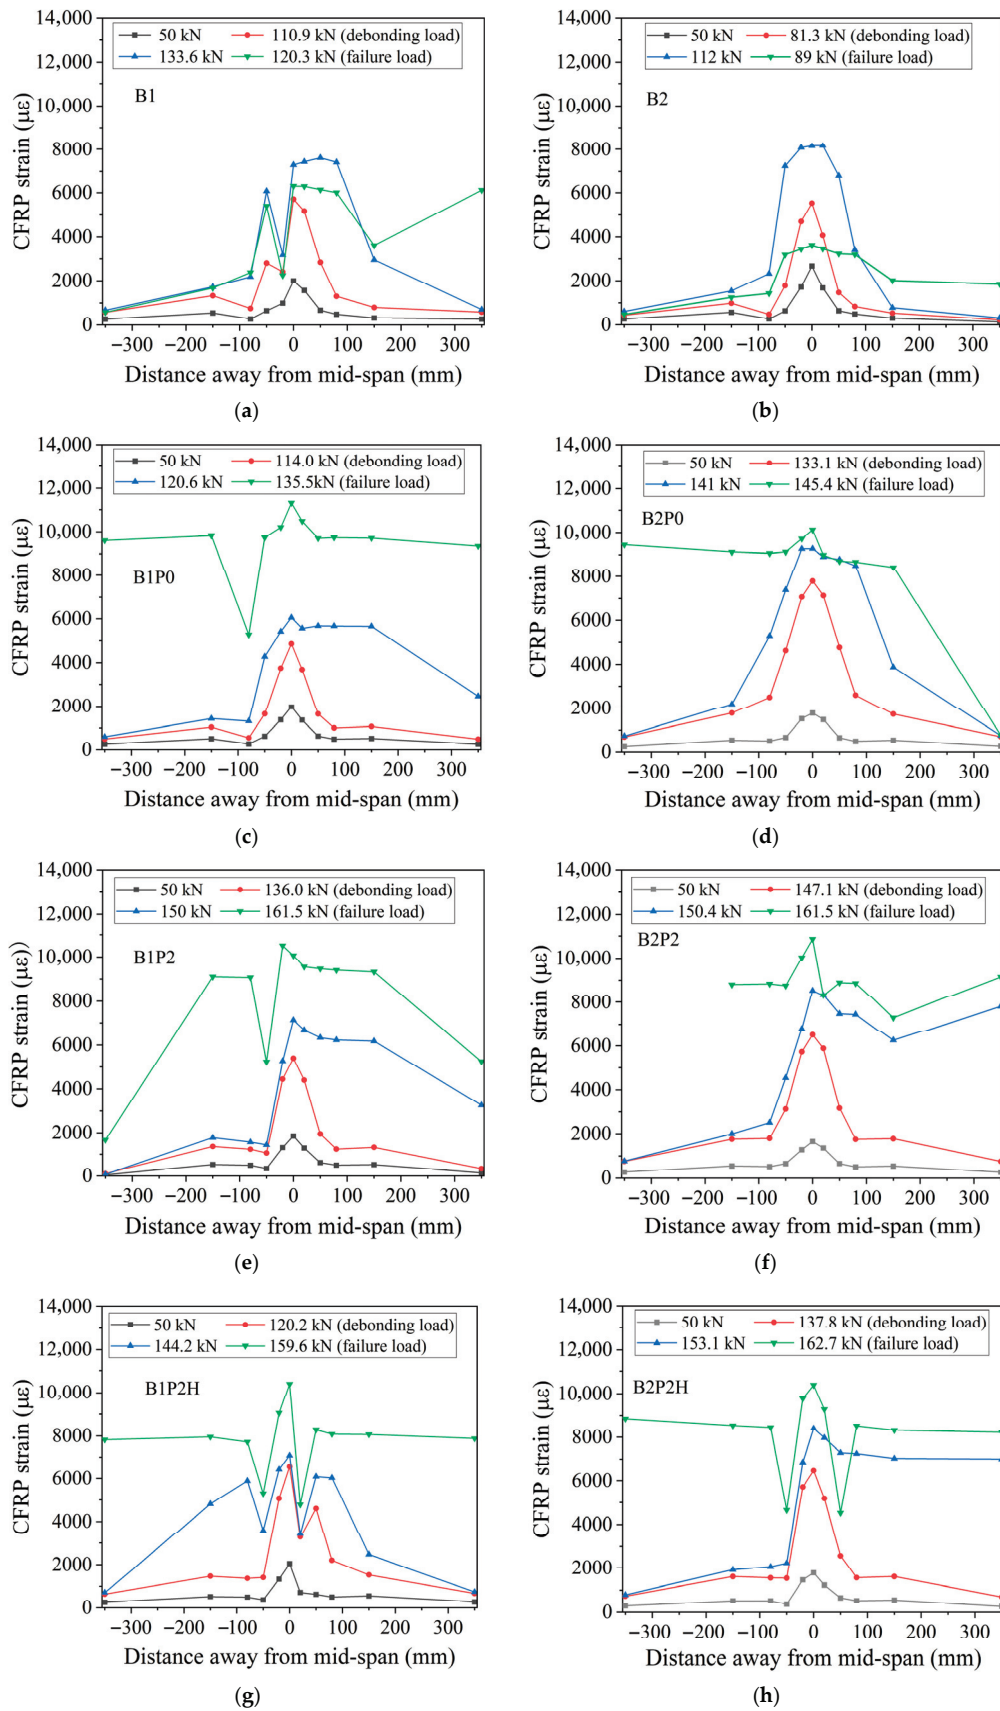 14,000
12,000
10,000
8000
6000
4000
2000
0
CFRP strain (με)
50 kN 110.9 kN (debonding load)
133.6 kN 120.3 kN (failure load)
B1
−300 −200 −100 0 100 200 300
Distance away from mid-span (mm)
(a)
14,000
12,000
10,000
8000
6000
4000
2000
0
CFRP strain (με)
50 kN 81.3 kN (debonding load)
112 kN 89 kN (failure load)
B2
−300 −200 −100 0 100 200 300
Distance away from mid-span (mm)
(b)
14,000
12,000
10,000
8000
6000
4000
2000
0
CFRP strain (με)
50 kN 114.0 kN (debonding load)
120.6 kN 135.5kN (failure load)
B1P0
−300 −200 −100 0 100 200 300
Distance away from mid-span (mm)
(c)
14,000
12,000
10,000
8000
6000
4000
2000
0
CFRP strain (με)
50 kN 133.1 kN (debonding load)
141 kN 145.4 kN (failure load)
B2P0
−300 −200 −100 0 100 200 300
Distance away from mid-span (mm)
(d)
14,000
12,000
10,000
8000
6000
4000
2000
0
CFRP strain (με))
50 kN 136.0 kN (debonding load)
150 kN 161.5 kN (failure load)
B1P2
−300 −200 −100 0 100 200 300
Distance away from mid-span (mm)
(e)
14,000
12,000
10,000
8000
6000
4000
2000
0
CFRP strain (με)
50 kN 147.1 kN (debonding load)
150.4 kN 161.5 kN (failure load)
B2P2
−300 −200 −100 0 100 200 300
Distance away from mid-span (mm)
(f)
14,000
12,000
10,000
8000
6000
4000
2000
0
CFRP strain (με)
50 kN 120.2 kN (debonding load)
144.2 kN 159.6 kN (failure load)
B1P2H
−300 −200 −100 0 100 200 300
Distance away from mid-span (mm)
(g)
14,000
12,000
10,000
8000
6000
4000
2000
0
CFRP strain (με)
50 kN 137.8 kN (debonding load)
153.1 kN 162.7 kN (failure load)
B2P2H
−300 −200 −100 0 100 200 300
Distance away from mid-span (mm)
(h)